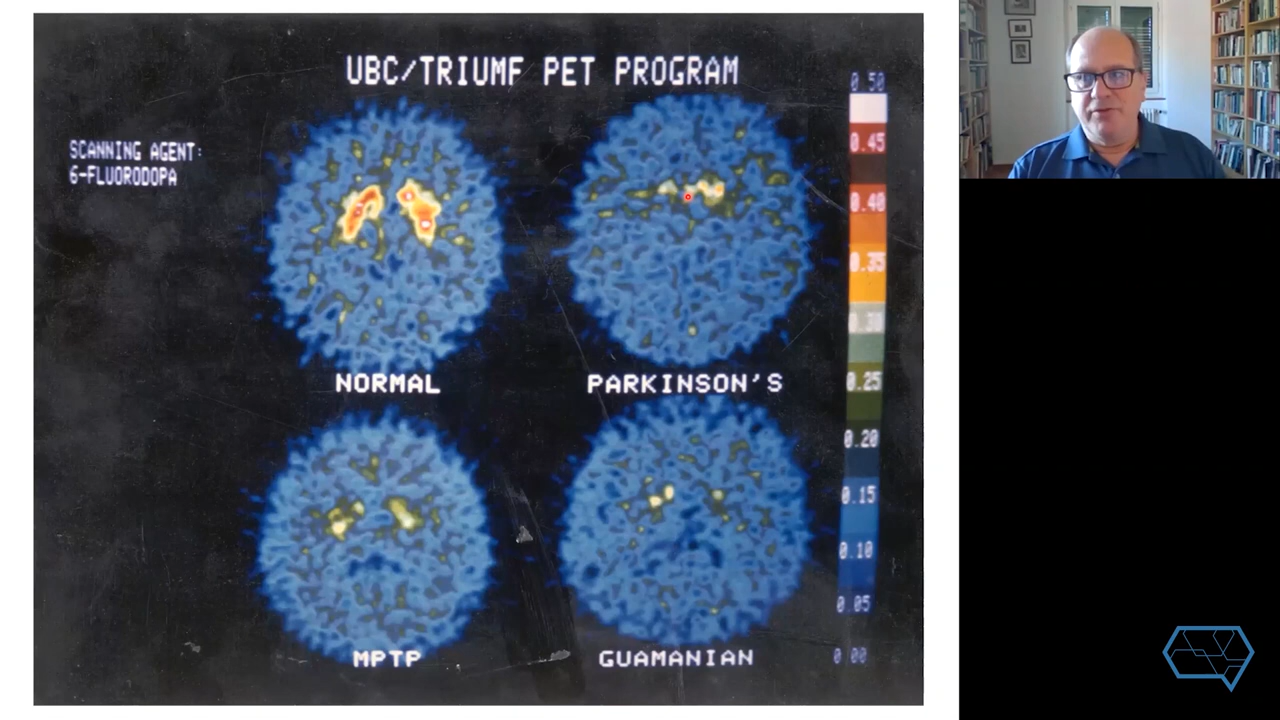 UBC/TRIUMF PET PROGRAM
SCANNING AGENT:
6-FLUORODOPA
0.50
0.45
0.40
0.35
0.30
0.25
0.20
0.15
0.10
0.05
0.00
NORMAL
PARKINSON'S
MPTP
GUAMANIAN